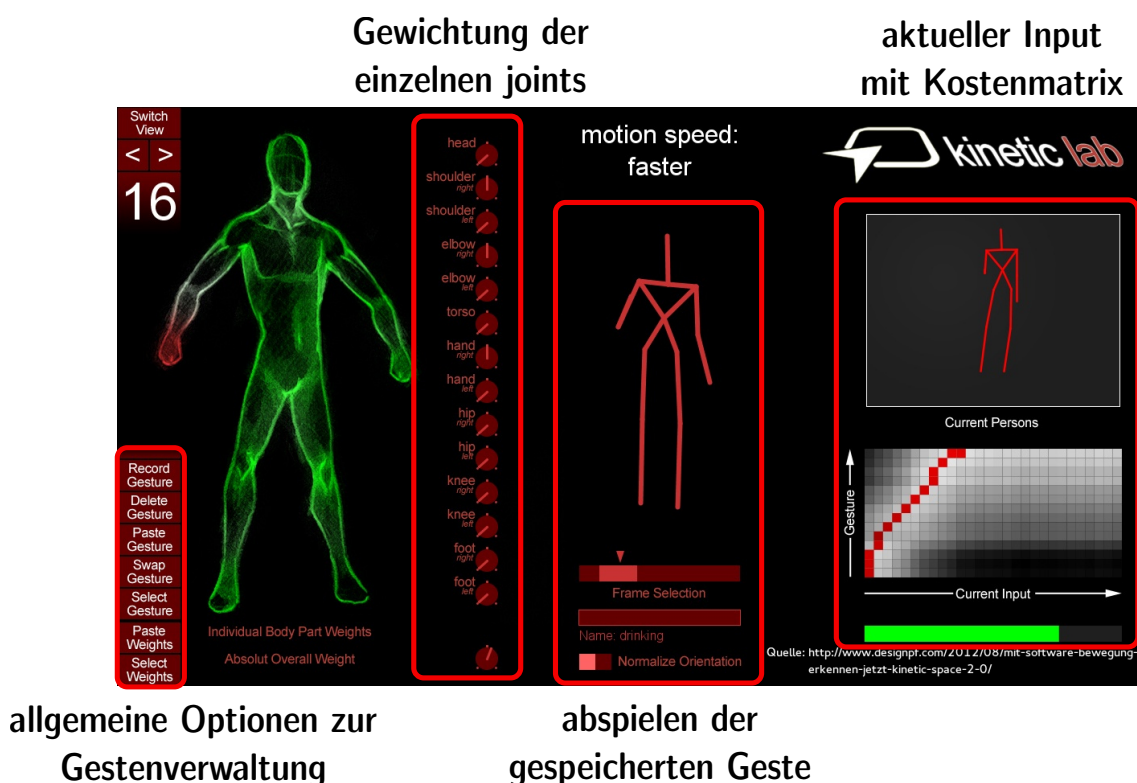 Gewichtung der
einzelnen joints
aktueller Input
mit Kostenmatrix
Switch
View
< >
16
head
shoulder
right
shoulder
left
elbow
right
elbow
left
torso
hand
right
hand
left
hip
right
hip
left
knee
right
knee
left
foot
right
foot
left
motion speed:
faster
kinetic lab
Current Persons
Gesture
Current Input
Record
Gesture
Delete
Gesture
Paste
Gesture
Swap
Gesture
Select
Gesture
Paste
Weights
Select
Weights
Individual Body Part Weights
Absolut Overall Weight
Frame Selection
Name: drinking
Normalize Orientation
Quelle: http://www.designpf.com/2012/08/mit-software-bewegung-
erkennen-jetzt-kinetic-space-2-0/
allgemeine Optionen zur
Gestenverwaltung
abspielen der
gespeicherten Geste